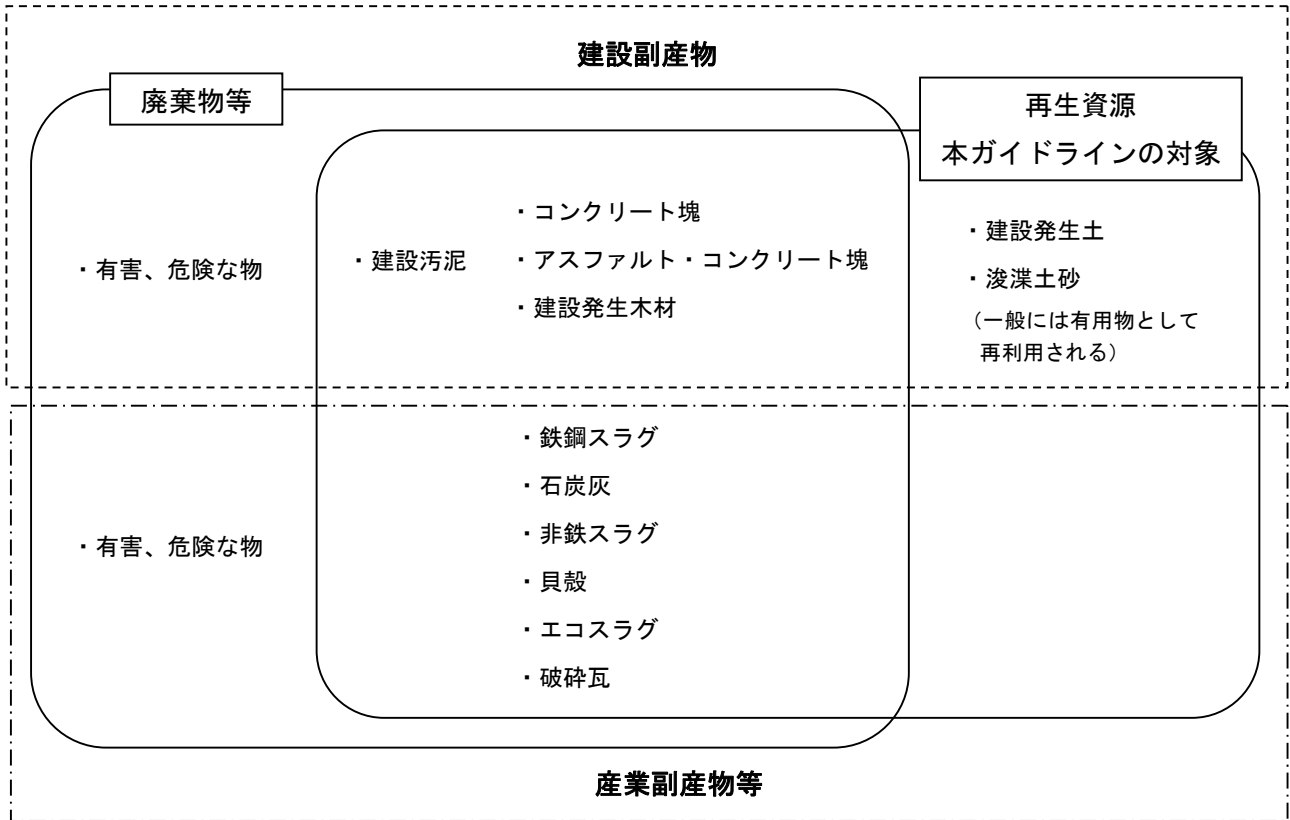 建設副産物
廃棄物等
再生資源
本ガイドラインの対象
・有害、危険な物
・建設汚泥
・コンクリート塊
・アスファルト・コンクリート塊
・建設発生木材
・建設発生土
・浚渫土砂
（一般には有用物として
再利用される）
・有害、危険な物
・鉄鋼スラグ
・石炭灰
・非鉄スラグ
・貝殻
・エコスラグ
・破砕瓦
産業副産物等